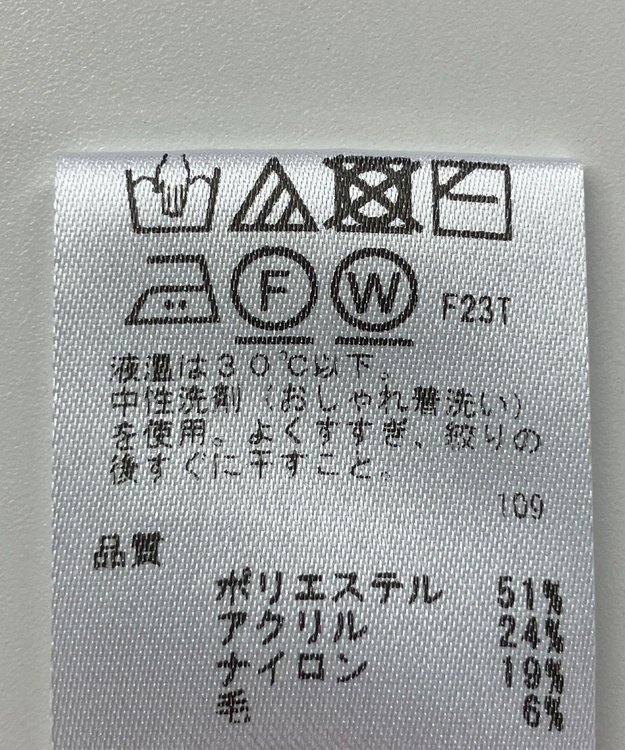 F
W
F23T
液温は30℃以下。
中性洗剤（おしゃれ着洗い）
を使用。よくすすぎ、絞りの
後すぐに干すこと。
109
品質
ポリエステル 51%
アクリル 24%
ナイロン 19%
毛 6%